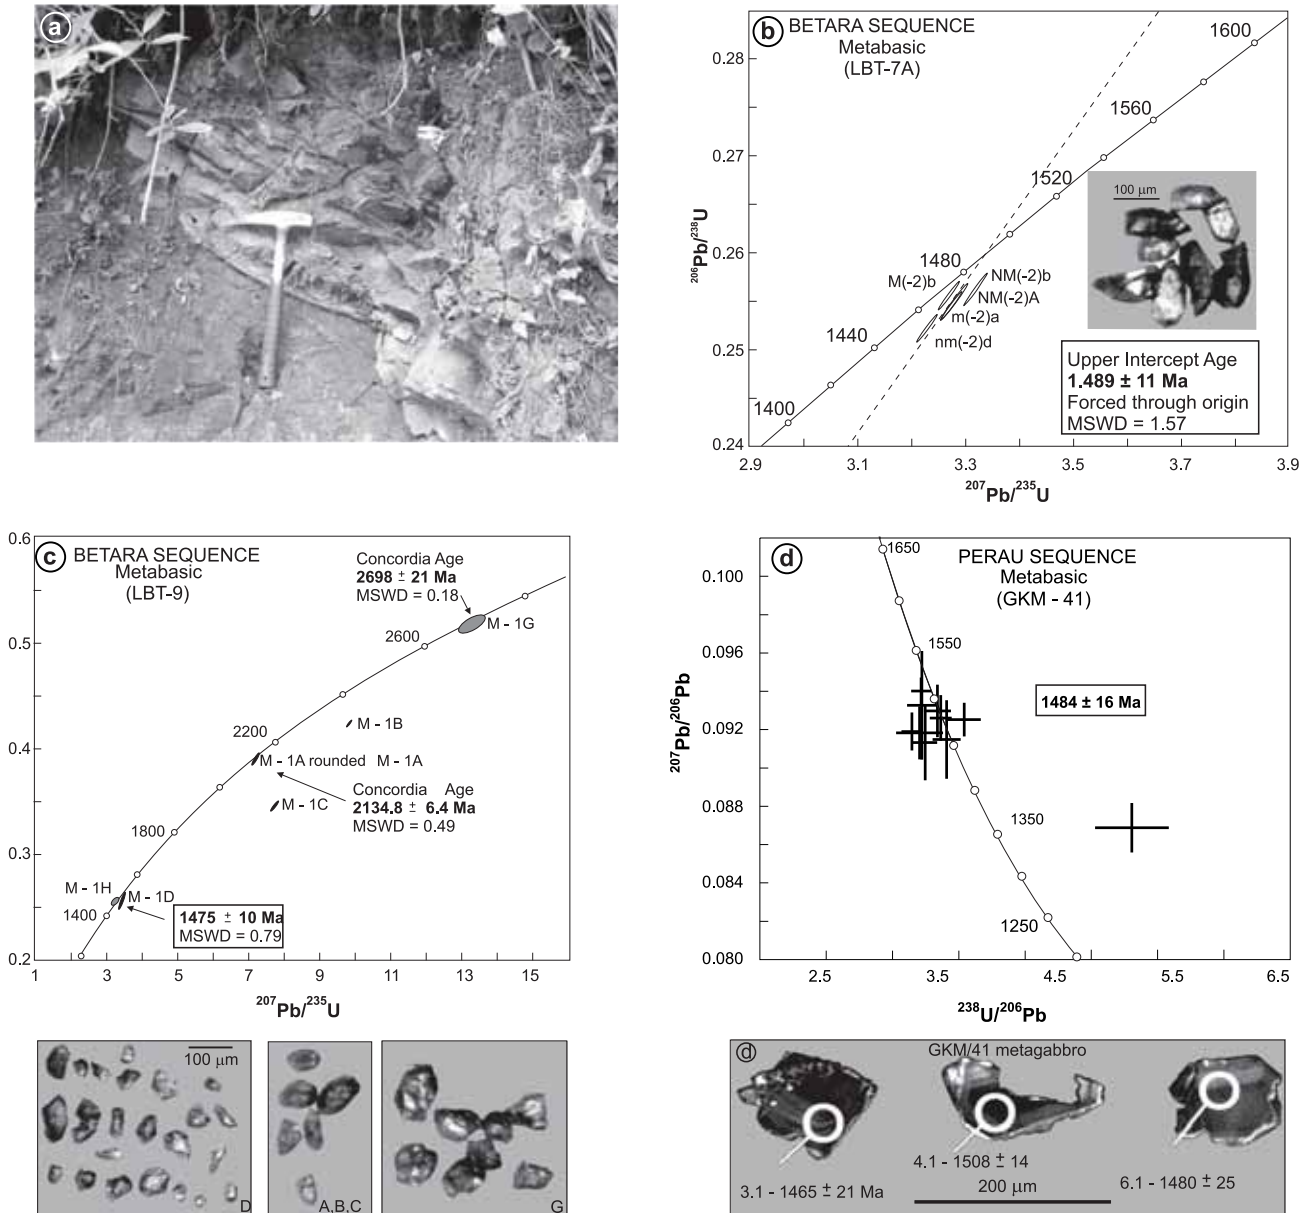 a
b BETARA SEQUENCE
Metabasic
(LBT-7A)
1600
1560
1520
1480
1440
1400
M(-2)b
NM(-2)b
NM(-2)A
m(-2)a
nm(-2)d
100 µm
Upper Intercept Age
1.489 ± 11 Ma
Forced through origin
MSWD = 1.57
0.28
0.27
0.26
0.25
0.24
²⁰⁶Pb/²³⁸U
2.9 3.1 3.3 3.5 3.7 3.9
²⁰⁷Pb/²³⁵U
c BETARA SEQUENCE
Metabasic
(LBT-9)
Concordia Age
2698 ± 21 Ma
MSWD = 0.18
M - 1G
2600
M - 1B
2200
M - 1A rounded M - 1A
Concordia Age
2134.8 ± 6.4 Ma
MSWD = 0.49
M - 1C
1800
M - 1H
M - 1D
1400
1475 ± 10 Ma
MSWD = 0.79
0.6
0.5
0.4
0.3
0.2
1 3 5 7 9 11 13 15
²⁰⁷Pb/²³⁵U
100 µm
D
A,B,C
G
d PERAU SEQUENCE
Metabasic
(GKM - 41)
1650
1550
1484 ± 16 Ma
1350
1250
0.100
0.096
0.092
0.088
0.084
0.080
²⁰⁷Pb/²⁰⁶Pb
2.5 3.5 4.5 5.5 6.5
²³⁸U/²⁰⁶Pb
d GKM/41 metagabbro
4.1 - 1508 ± 14
3.1 - 1465 ± 21 Ma
6.1 - 1480 ± 25
200 µm